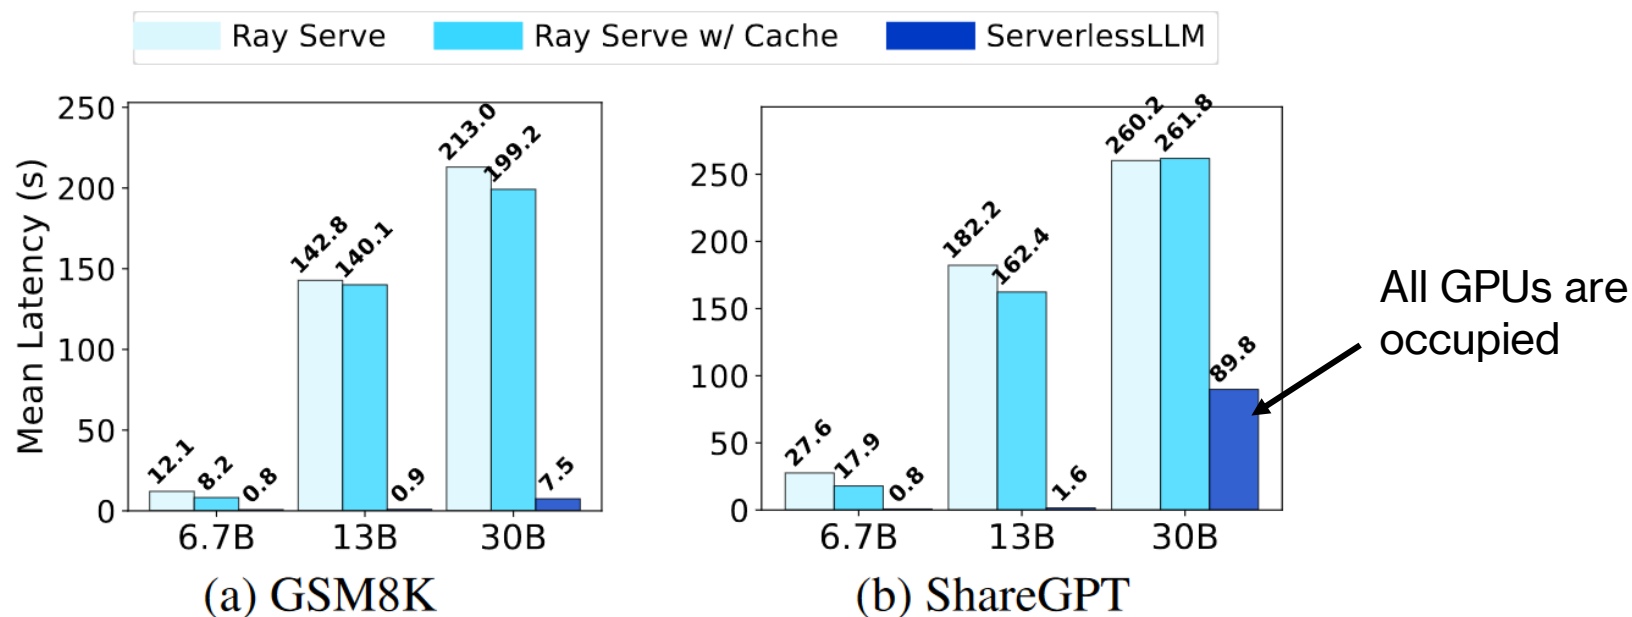 Ray Serve
Ray Serve w/ Cache
ServerlessLLM
Mean Latency (s)
250
200
150
100
50
0
12.1
8.2
0.8
142.8
140.1
0.9
213.0
199.2
7.5
6.7B
13B
30B
(a) GSM8K
250
200
150
100
50
0
27.6
17.9
0.8
182.2
162.4
1.6
260.2
261.8
89.8
6.7B
13B
30B
(b) ShareGPT
All GPUs are
occupied